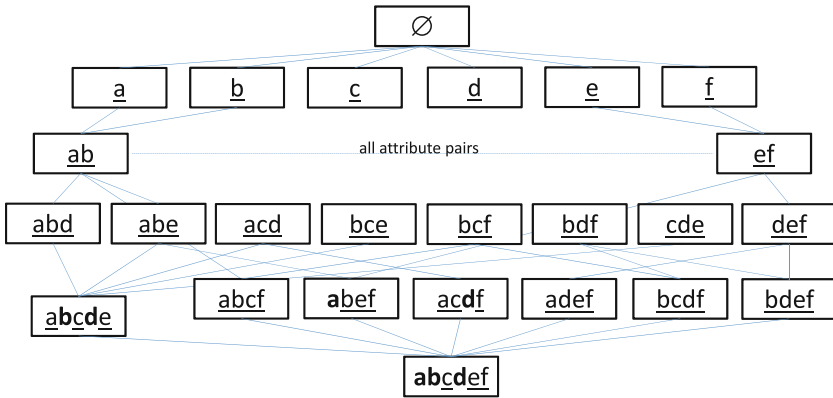 ∅
a b c d e f
ab all attribute pairs ef
abd abe acd bce bcf bdf cde def
abcde abcf abef acdf adef bcdf bdef
abcdef